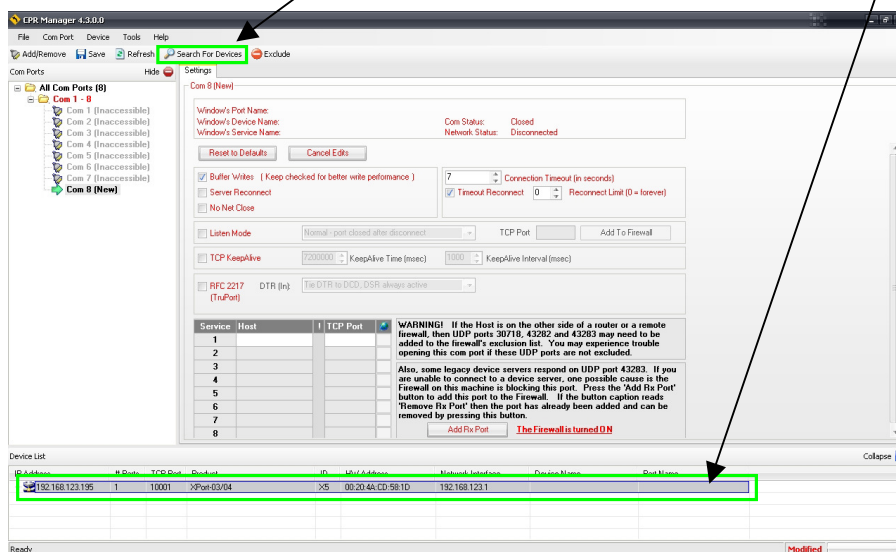 CPR Manager 4.3.0.0
File Com Port Device Tools Help
Add/Remove Save Refresh Search For Devices Exclude
Com Ports Hide Settings
All Com Ports (8)
Com 1 - 8
Com 1 (Inaccessible)
Com 2 (Inaccessible)
Com 3 (Inaccessible)
Com 4 (Inaccessible)
Com 5 (Inaccessible)
Com 6 (Inaccessible)
Com 7 (Inaccessible)
Com 8 (New)
Com 8 (New)
Window's Port Name:
Window's Device Name: Com Status: Closed
Window's Service Name: Network Status: Disconnected
Reset to Defaults Cancel Edits
Buffer Writes ( Keep checked for better write performance ) 7 Connection Timeout (in seconds)
Server Reconnect Timeout Reconnect 0 Reconnect Limit (0 = forever)
No Net Close
Listen Mode Normal - port closed after disconnect TCP Port Add To Firewall
TCP KeepAlive 7200000 KeepAlive Time (msec) 1000 KeepAlive Interval (msec)
RFC 2217 DTR (In): Tie DTR to DCD, DSR always active
(TruPort)
Service Host ! TCP Port
1
2
3
4
5
6
7
8
WARNING! If the Host is on the other side of a router or a remote
firewall, then UDP ports 30718, 43282 and 43283 may need to be
added to the firewall's exclusion list. You may experience trouble
opening this com port if these UDP ports are not excluded.
Also, some legacy device servers respond on UDP port 43283. If you
are unable to connect to a device server, one possible cause is the
Firewall on this machine is blocking this port. Press the 'Add Rx Port'
button to add this port to the Firewall. If the button caption reads
'Remove Rx Port' then the port has already been added and can be
removed by pressing this button.
Add Rx Port The Firewall is turned ON
Device List Collapse
IP Address # Ports TCP Port Product ID HW Address Network Interface Device Name Port Name
192.168.123.195 1 10001 XPort-03/04 X5 00:20:4A:CD:58:1D 192.168.123.1
Ready Modified